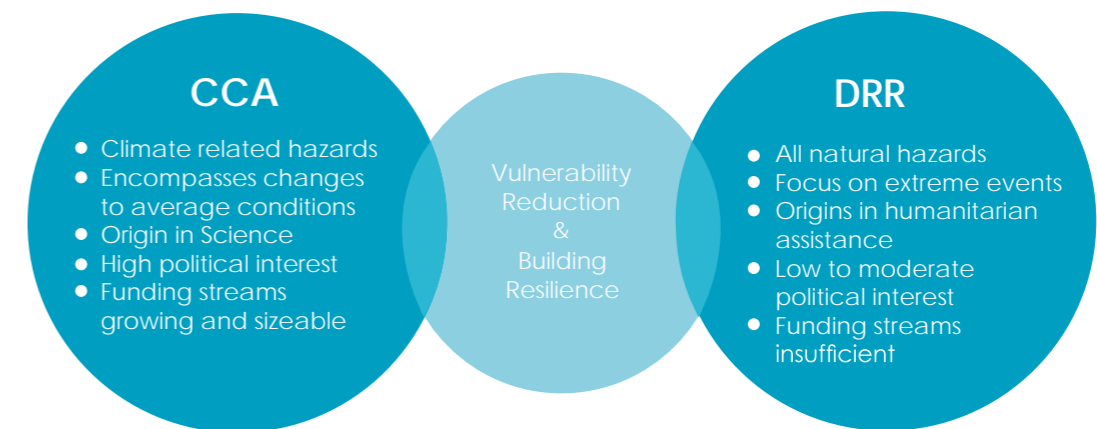 CCA
• Climate related hazards
• Encompasses changes
to average conditions
• Origin in Science
• High political interest
• Funding streams
growing and sizeable
Vulnerability
Reduction
&
Building
Resilience
DRR
• All natural hazards
• Focus on extreme events
• Origins in humanitarian
assistance
• Low to moderate
political interest
• Funding streams
insufficient